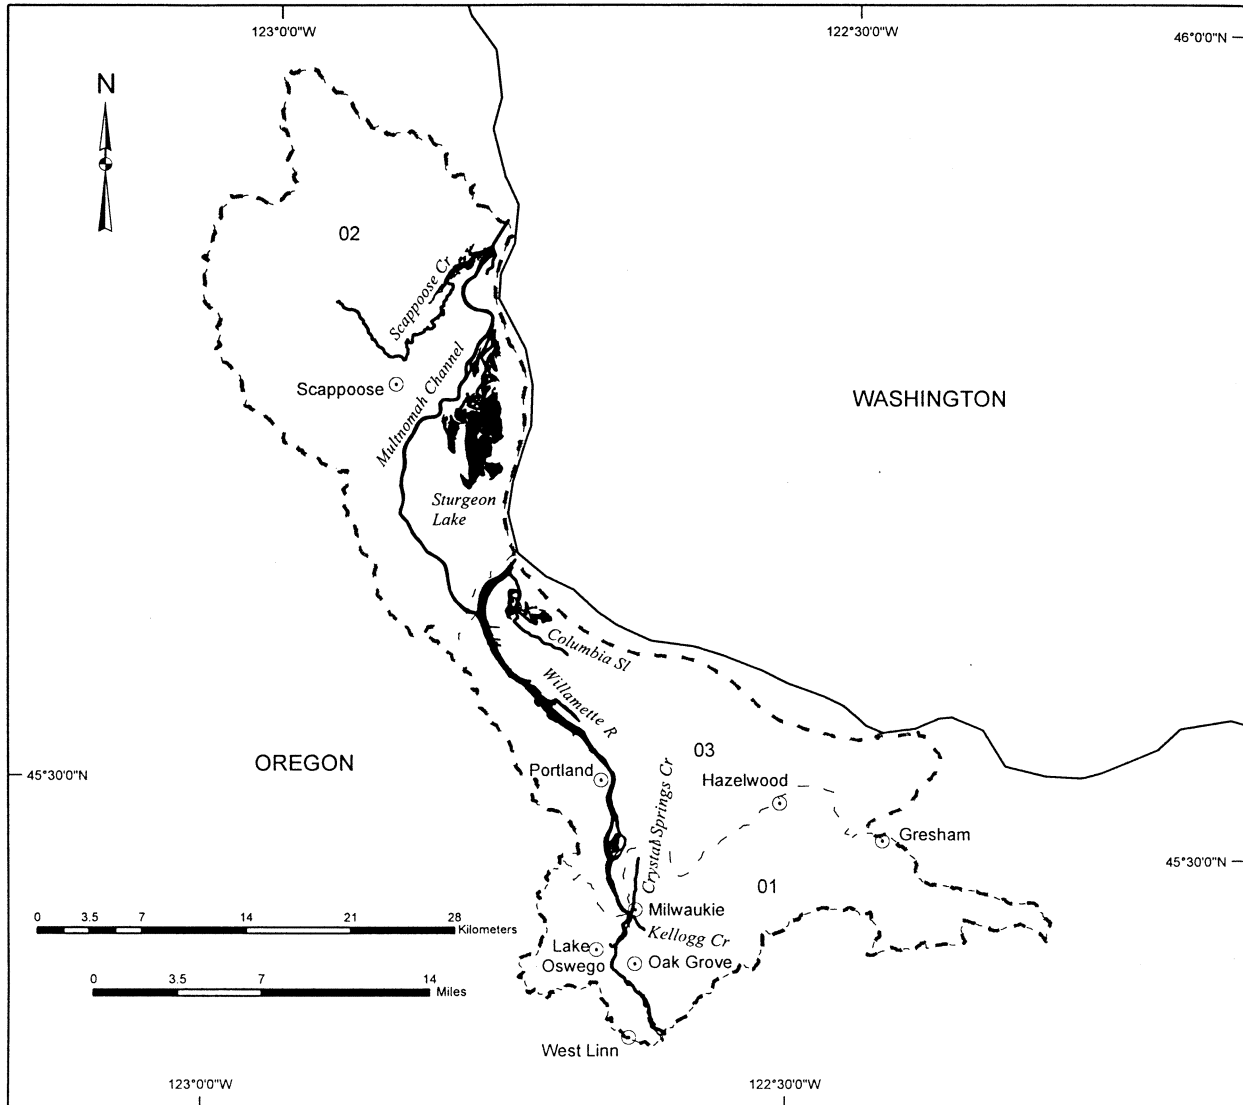 123°0'0"W
122°30'0"W
46°0'0"N
N
02
Scappoose Cr
Scappoose
Multnomah Channel
WASHINGTON
Sturgeon
Lake
Columbia Sl
Willamette R
OREGON
03
Portland
Hazelwood
45°30'0"N
Crystal Springs Cr
Gresham
45°30'0"N
01
Milwaukie
0 3.5 7 14 21 28
Kilometers
Kellogg Cr
Lake
Oswego
Oak Grove
0 3.5 7 14
Miles
West Linn
123°0'0"W
122°30'0"W